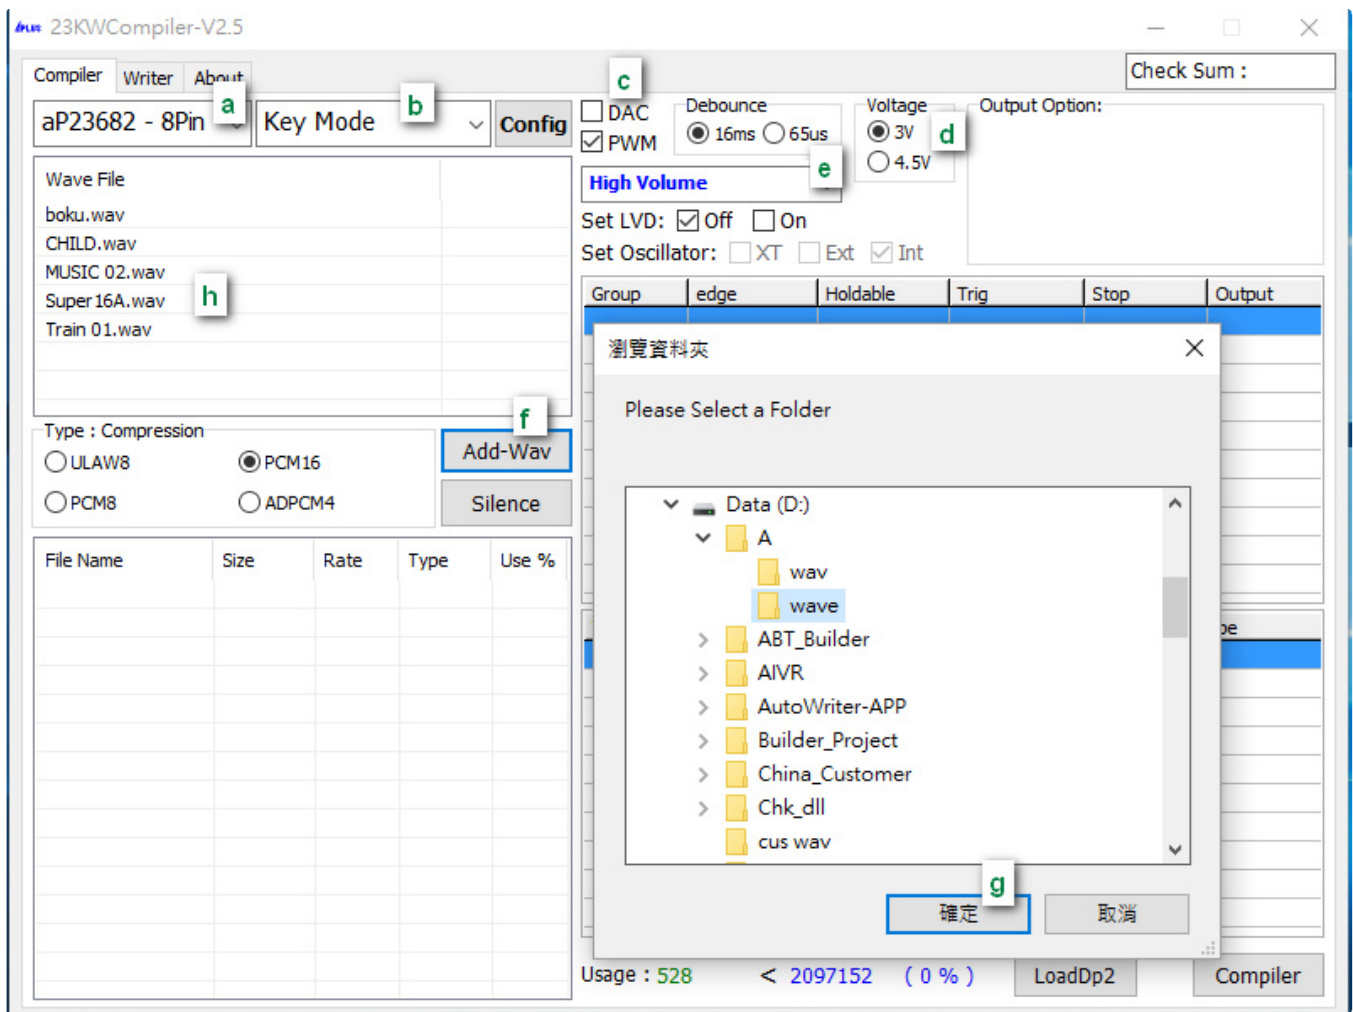 aPLUS 23KWCompiler-V2.5
Compiler Writer About
Check Sum :
a
b
c
aP23682 - 8Pin
Key Mode
Config
DAC
PWM
Debounce
16ms 65us
Voltage
3V
4.5V
d
Output Option:
e
High Volume
Set LVD: Off On
Set Oscillator: XT Ext Int
Wave File
boku.wav
CHILD.wav
MUSIC 02.wav
Super16A.wav
Train 01.wav
h
Group edge Holdable Trig Stop Output
Type : Compression
ULAW8 PCM16
PCM8 ADPCM4
f
Add-Wav
Silence
File Name Size Rate Type Use %
瀏覽資料夾
Please Select a Folder
Data (D:)
A
wav
wave
ABT_Builder
AIVR
AutoWriter-APP
Builder_Project
China_Customer
Chk_dll
cus wav
g
確定 取消
Usage : 528 < 2097152 ( 0 % )
LoadDp2
Compiler